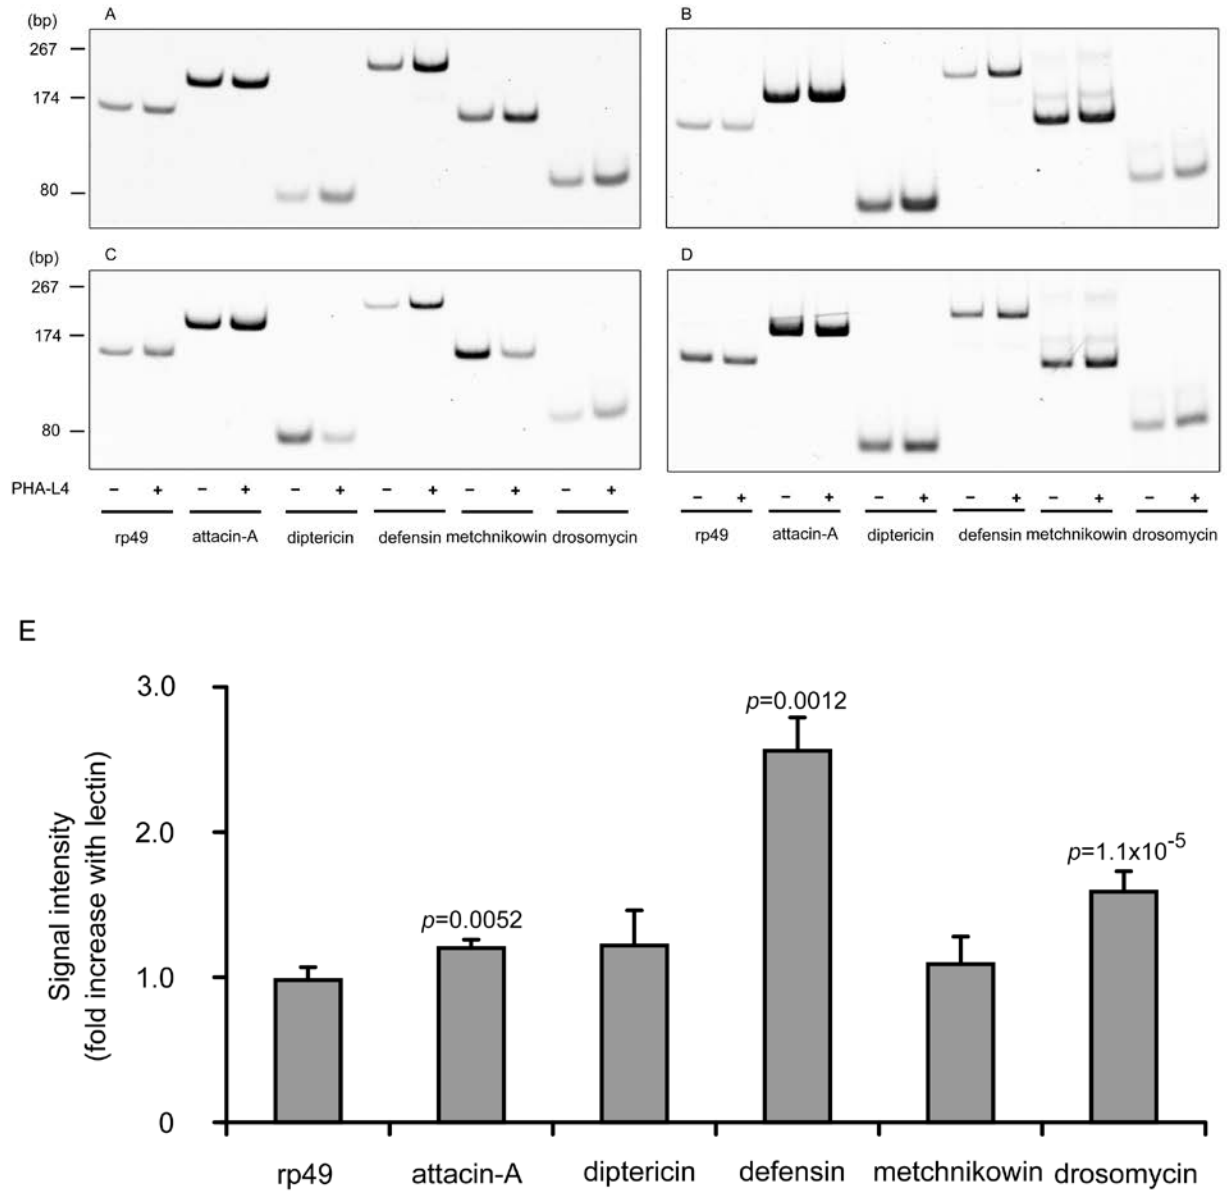 A
B
(bp)
267
174
80
C
D
(bp)
267
174
80
PHA-L4 − + − + − + − + − + − +
− + − + − + − + − + − +
rp49 attacin-A diptericin defensin metchnikowin drosomycin
rp49 attacin-A diptericin defensin metchnikowin drosomycin
E
Signal intensity
(fold increase with lectin)
3.0
2.0
1.0
0
p=0.0052
p=0.0012
p=1.1x10⁻⁵
rp49 attacin-A diptericin defensin metchnikowin drosomycin